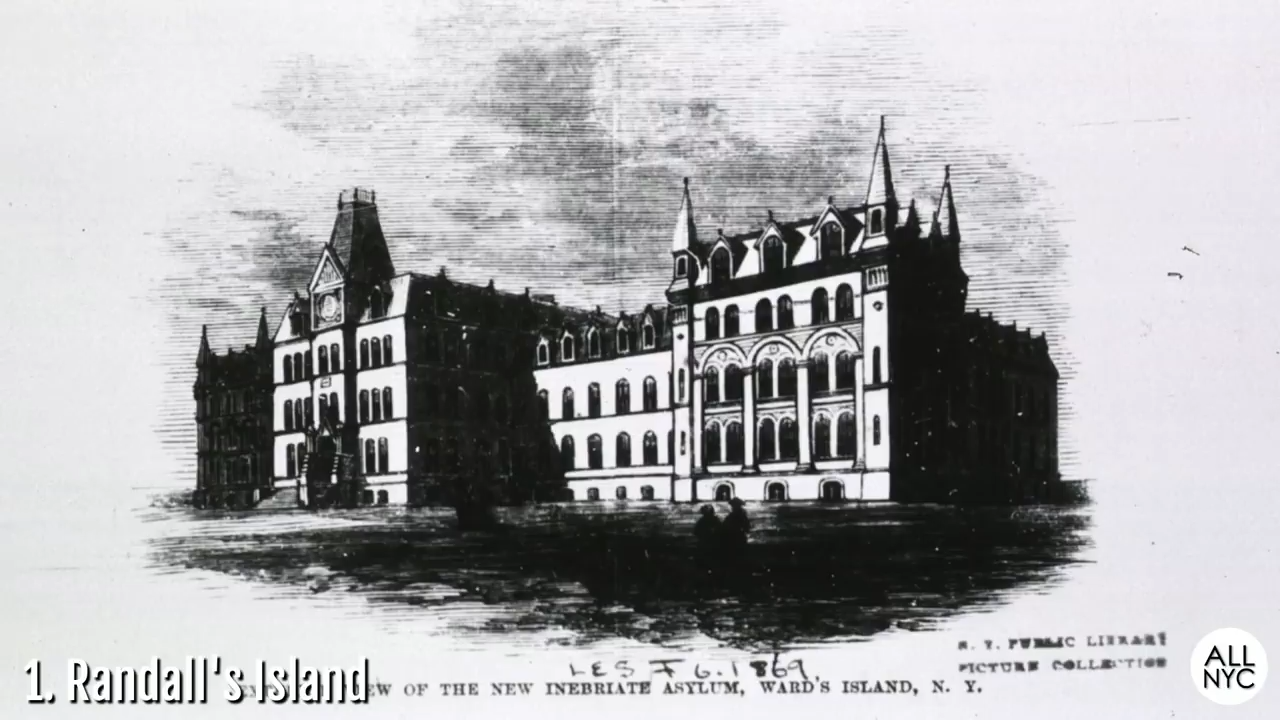 N. Y. PUBLIC LIBRARY
PICTURE COLLECTION
ALL
NYC
LES F 6. 1869.
VIEW OF THE NEW INEBRIATE ASYLUM, WARD'S ISLAND, N. Y.
1. Randall's Island